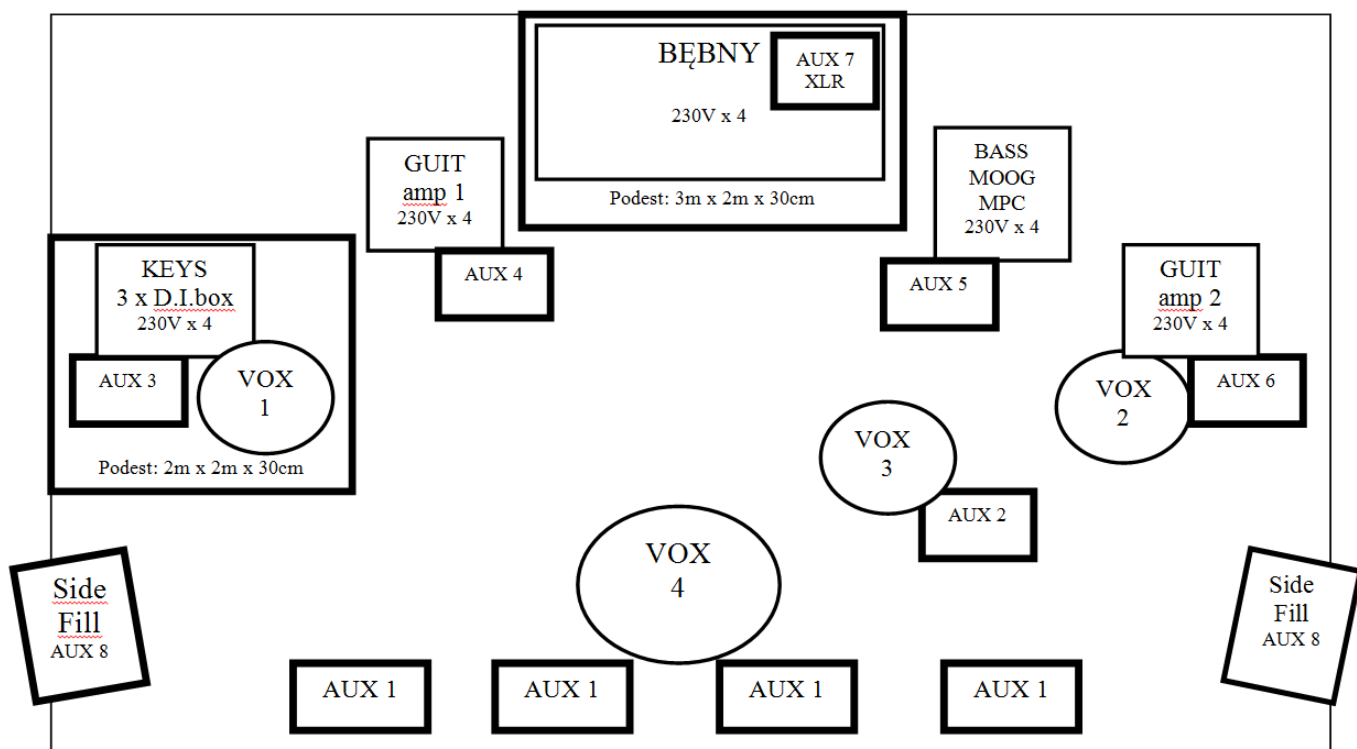 BĘBNY
230V x 4
AUX 7
XLR
Podest: 3m x 2m x 30cm
GUIT
amp 1
230V x 4
AUX 4
BASS
MOOG
MPC
230V x 4
AUX 5
KEYS
3 x D.I.box
230V x 4
AUX 3
VOX
1
Podest: 2m x 2m x 30cm
GUIT
amp 2
230V x 4
AUX 6
VOX
2
VOX
3
AUX 2
VOX
4
Side
Fill
AUX 8
Side
Fill
AUX 8
AUX 1
AUX 1
AUX 1
AUX 1